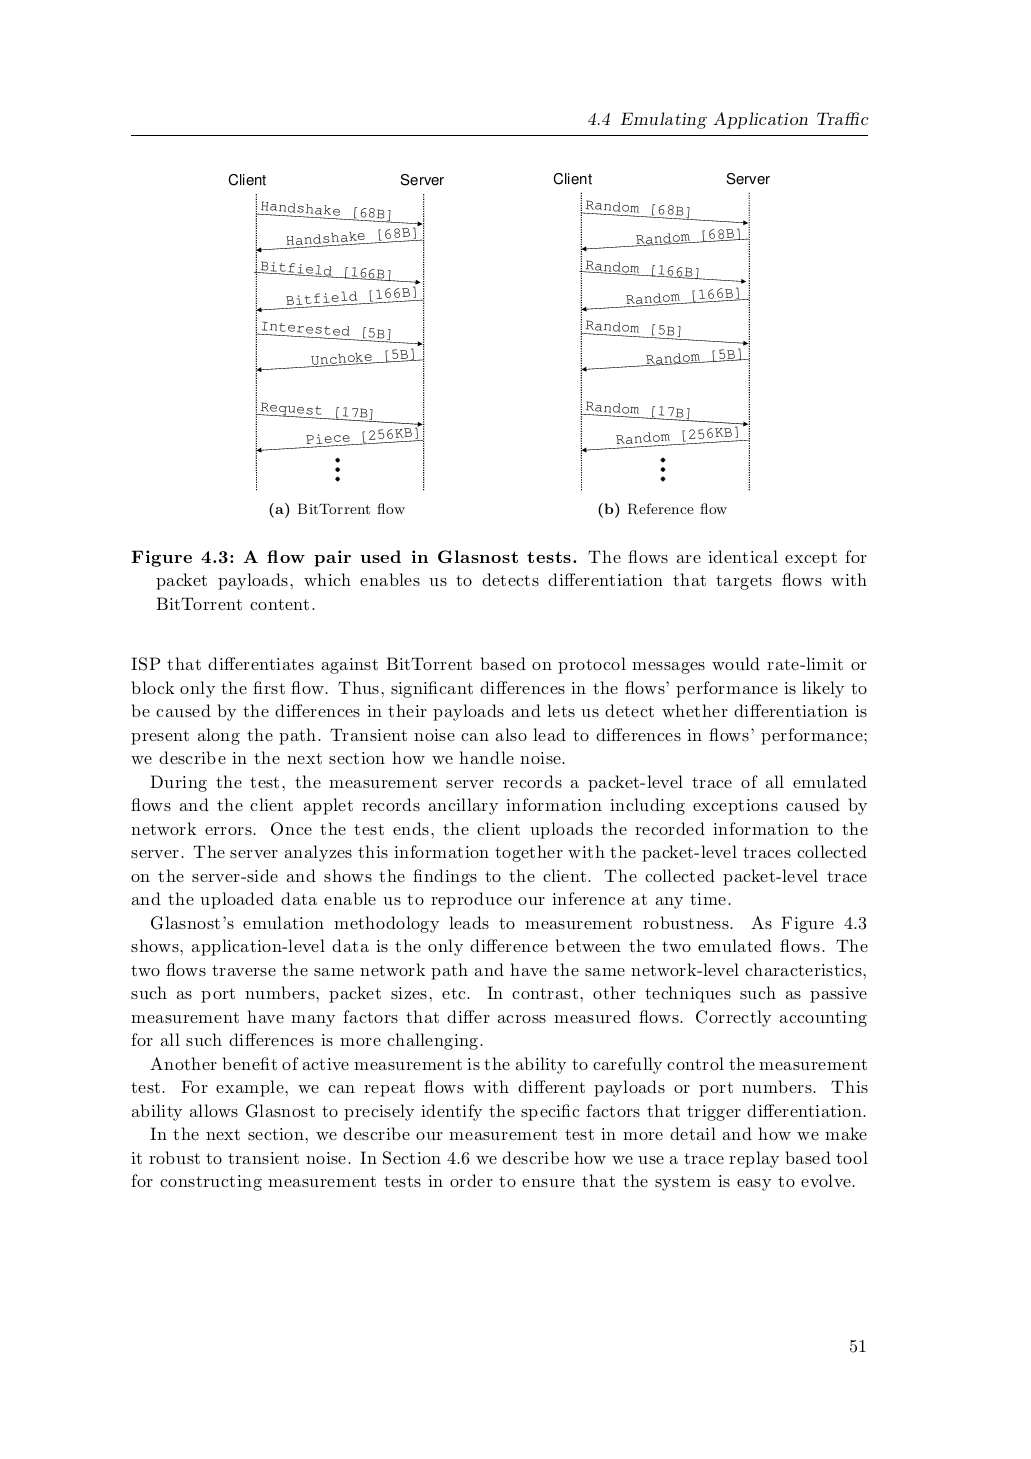 4.4 Emulating Application Traffic
Client Server
Handshake [68B]
Handshake [68B]
Bitfield [166B]
Bitfield [166B]
Interested [5B]
Unchoke [5B]
Request [17B]
Piece [256KB]
(a) BitTorrent flow
Client Server
Random [68B]
Random [68B]
Random [166B]
Random [166B]
Random [5B]
Random [5B]
Random [17B]
Random [256KB]
(b) Reference flow
Figure 4.3: A flow pair used in Glasnost tests. The flows are identical except for
packet payloads, which enables us to detects differentiation that targets flows with
BitTorrent content.
ISP that differentiates against BitTorrent based on protocol messages would rate-limit or
block only the first flow. Thus, significant differences in the flows' performance is likely to
be caused by the differences in their payloads and lets us detect whether differentiation is
present along the path. Transient noise can also lead to differences in flows' performance;
we describe in the next section how we handle noise.
During the test, the measurement server records a packet-level trace of all emulated
flows and the client applet records ancillary information including exceptions caused by
network errors. Once the test ends, the client uploads the recorded information to the
server. The server analyzes this information together with the packet-level traces collected
on the server-side and shows the findings to the client. The collected packet-level trace
and the uploaded data enable us to reproduce our inference at any time.
Glasnost's emulation methodology leads to measurement robustness. As Figure 4.3
shows, application-level data is the only difference between the two emulated flows. The
two flows traverse the same network path and have the same network-level characteristics,
such as port numbers, packet sizes, etc. In contrast, other techniques such as passive
measurement have many factors that differ across measured flows. Correctly accounting
for all such differences is more challenging.
Another benefit of active measurement is the ability to carefully control the measurement
test. For example, we can repeat flows with different payloads or port numbers. This
ability allows Glasnost to precisely identify the specific factors that trigger differentiation.
In the next section, we describe our measurement test in more detail and how we make
it robust to transient noise. In Section 4.6 we describe how we use a trace replay based tool
for constructing measurement tests in order to ensure that the system is easy to evolve.
51